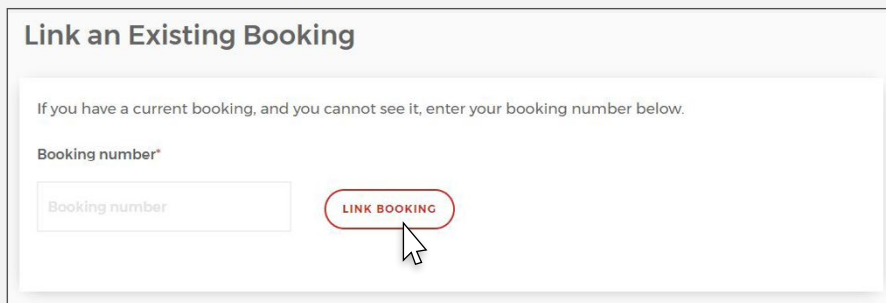 Link an Existing Booking
If you have a current booking, and you cannot see it, enter your booking number below.
Booking number*
Booking number
LINK BOOKING